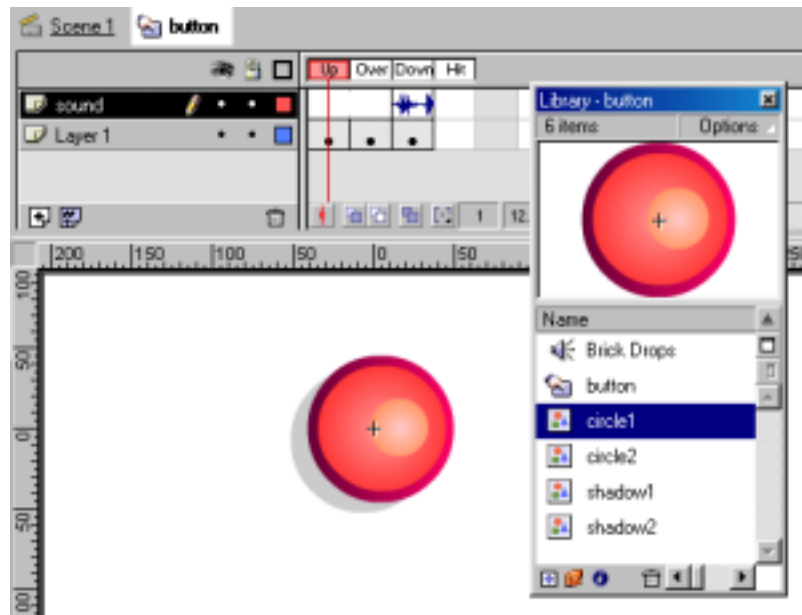 Scene 1 button
Up Over Down Hit
sound
Layer 1
1 12.
200 150 100 50 0 50
100
50
0
50
00
Library - button
6 items Options
Name
Brick Drops
button
circle1
circle2
shadow1
shadow2